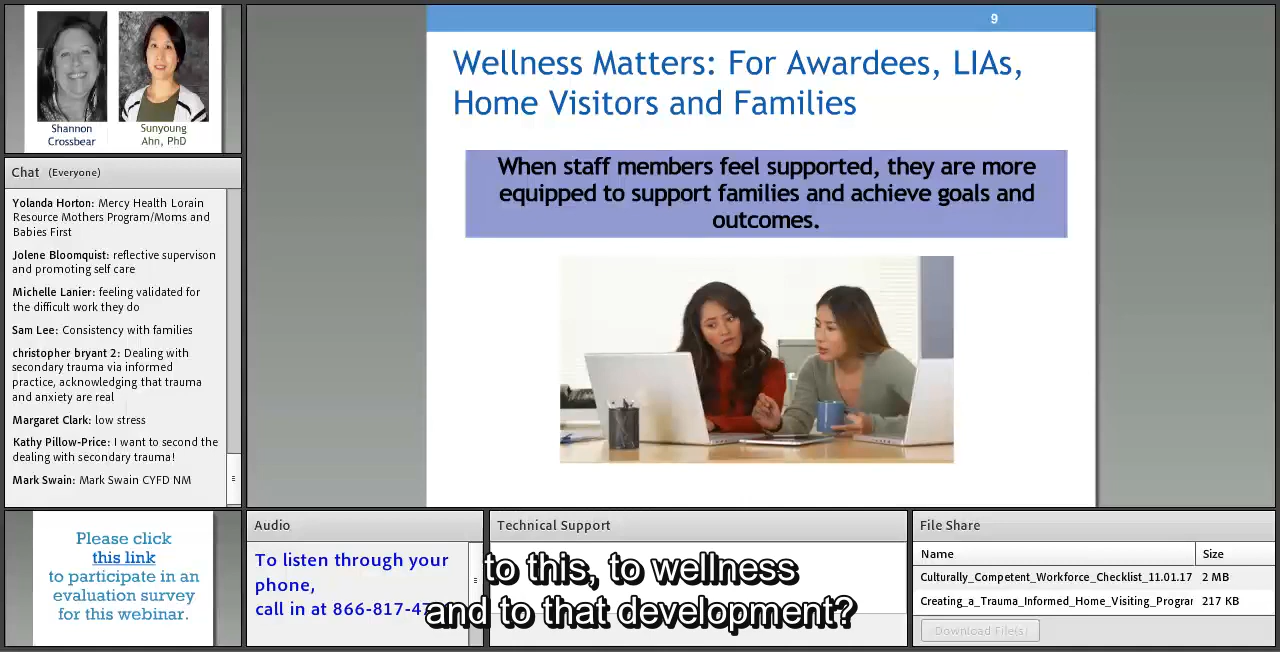 Shannon
Crossbear
Sunyoung
Ahn, PhD
Chat (Everyone)
Yolanda Horton: Mercy Health Lorain
Resource Mothers Program/Moms and
Babies First
Jolene Bloomquist: reflective supervison
and promoting self care
Michelle Lanier: feeling validated for
the difficult work they do
Sam Lee: Consistency with families
christopher bryant 2: Dealing with
secondary trauma via informed
practice, acknowledging that trauma
and anxiety are real
Margaret Clark: low stress
Kathy Pillow-Price: I want to second the
dealing with secondary trauma!
Mark Swain: Mark Swain CYFD NM
Please click
this link
to participate in an
evaluation survey
for this webinar.
9
Wellness Matters: For Awardees, LIAs,
Home Visitors and Families
When staff members feel supported, they are more
equipped to support families and achieve goals and
outcomes.
Audio
To listen through your
phone,
call in at 866-817-4
Technical Support
to this, to wellness
and to that development?
File Share
Name Size
Culturally_Competent_Workforce_Checklist_11.01.17 2 MB
Creating_a_Trauma_Informed_Home_Visiting_Progra 217 KB
Download File(s)